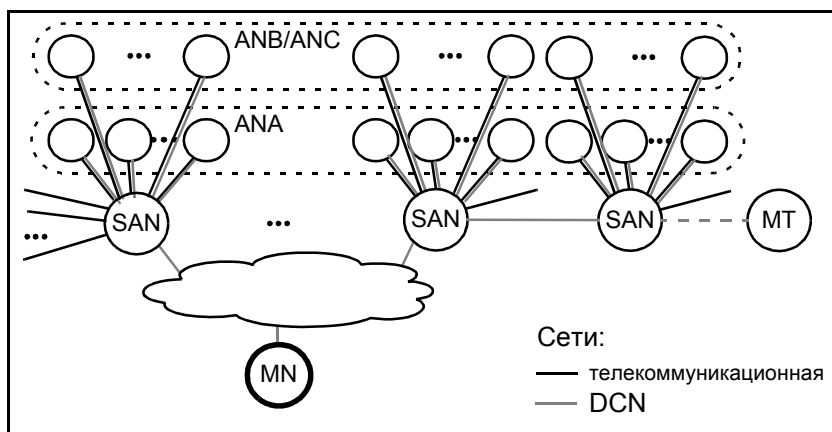 ANB/ANC
ANA
SAN
SAN
SAN
MT
MN
Сети:
телекоммуникационная
DCN